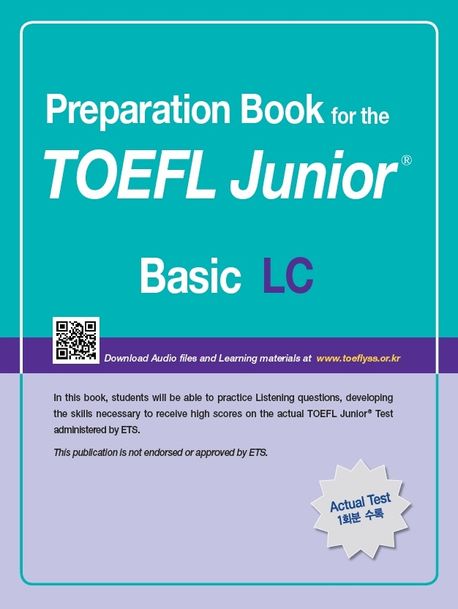 Preparation Book for the
TOEFL Junior®
Basic LC
Download Audio files and Learning materials at www.toeflyss.or.kr
In this book, students will be able to practice Listening questions, developing
the skills necessary to receive high scores on the actual TOEFL Junior® Test
administered by ETS.
This publication is not endorsed or approved by ETS.
Actual Test
1회분 수록